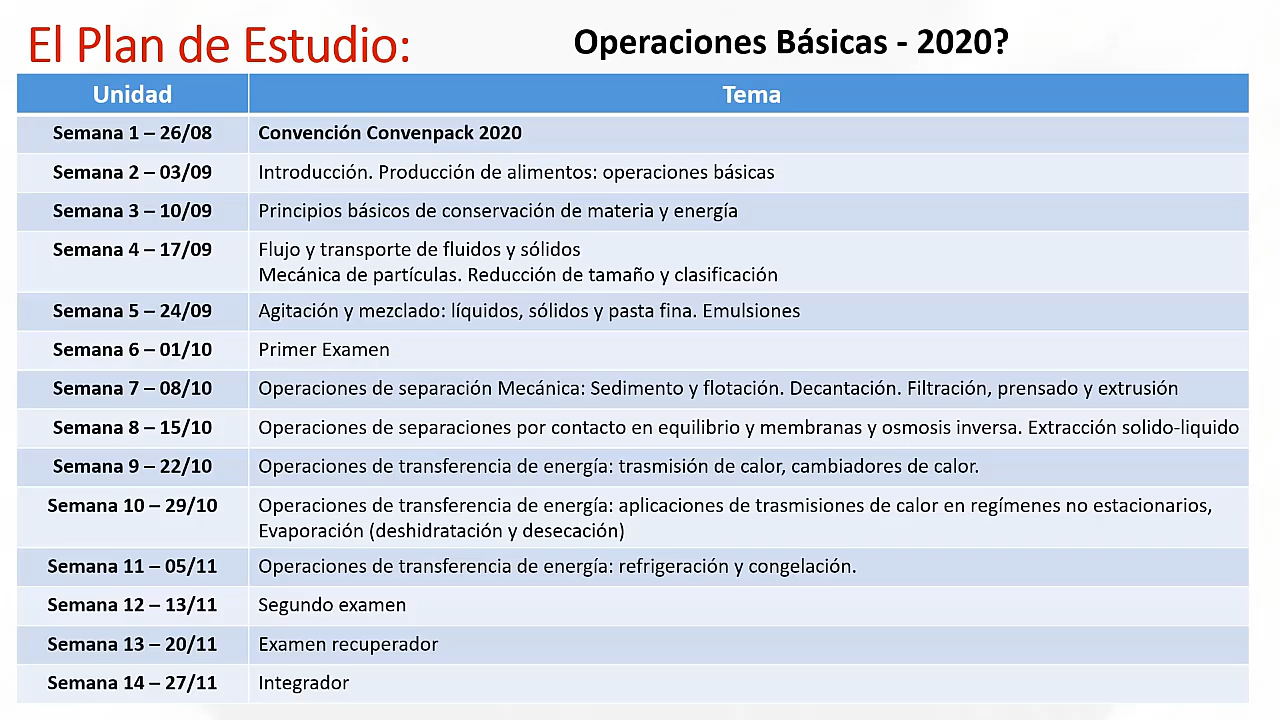 El Plan de Estudio:
Operaciones Básicas - 2020?
Unidad Tema
Semana 1 – 26/08 Convención Convenpack 2020
Semana 2 – 03/09 Introducción. Producción de alimentos: operaciones básicas
Semana 3 – 10/09 Principios básicos de conservación de materia y energía
Semana 4 – 17/09 Flujo y transporte de fluidos y sólidos
Mecánica de partículas. Reducción de tamaño y clasificación
Semana 5 – 24/09 Agitación y mezclado: líquidos, sólidos y pasta fina. Emulsiones
Semana 6 – 01/10 Primer Examen
Semana 7 – 08/10 Operaciones de separación Mecánica: Sedimento y flotación. Decantación. Filtración, prensado y extrusión
Semana 8 – 15/10 Operaciones de separaciones por contacto en equilibrio y membranas y osmosis inversa. Extracción solido-liquido
Semana 9 – 22/10 Operaciones de transferencia de energía: trasmisión de calor, cambiadores de calor.
Semana 10 – 29/10 Operaciones de transferencia de energía: aplicaciones de trasmisiones de calor en regímenes no estacionarios,
Evaporación (deshidratación y desecación)
Semana 11 – 05/11 Operaciones de transferencia de energía: refrigeración y congelación.
Semana 12 – 13/11 Segundo examen
Semana 13 – 20/11 Examen recuperador
Semana 14 – 27/11 Integrador